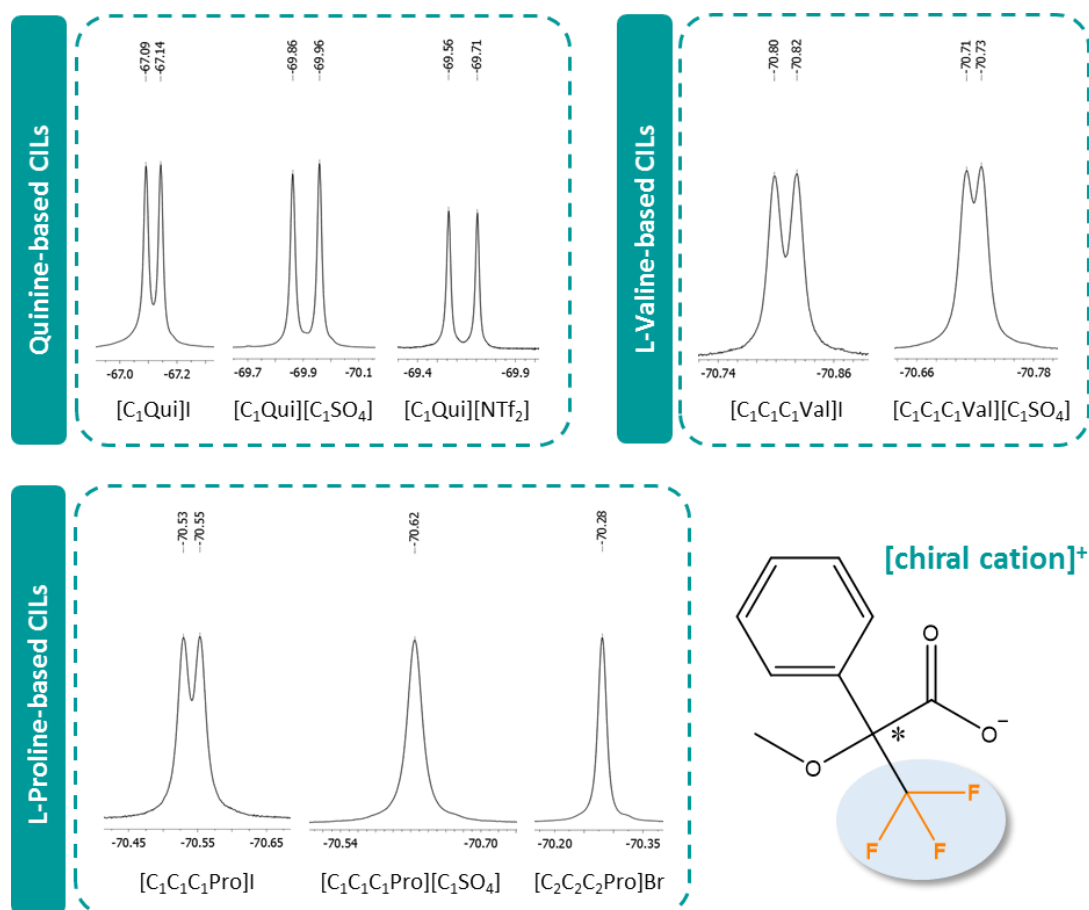 Quinine-based CILs
-67.09
-67.14
-69.86
-69.96
-69.56
-69.71
-67.0 -67.2
-69.7 -69.9 -70.1
-69.4 -69.9
[C₁Qui]I
[C₁Qui][C₁SO₄]
[C₁Qui][NTf₂]
L-Valine-based CILs
-70.80
-70.82
-70.71
-70.73
-70.74 -70.86
-70.66 -70.78
[C₁C₁C₁Val]I
[C₁C₁C₁Val][C₁SO₄]
L-Proline-based CILs
-70.53
-70.55
-70.62
-70.28
-70.45 -70.55 -70.65
-70.54 -70.70
-70.20 -70.35
[C₁C₁C₁Pro]I
[C₁C₁C₁Pro][C₁SO₄]
[C₂C₂C₂Pro]Br
[chiral cation]⁺
O
O⁻
*
O
F
F
F